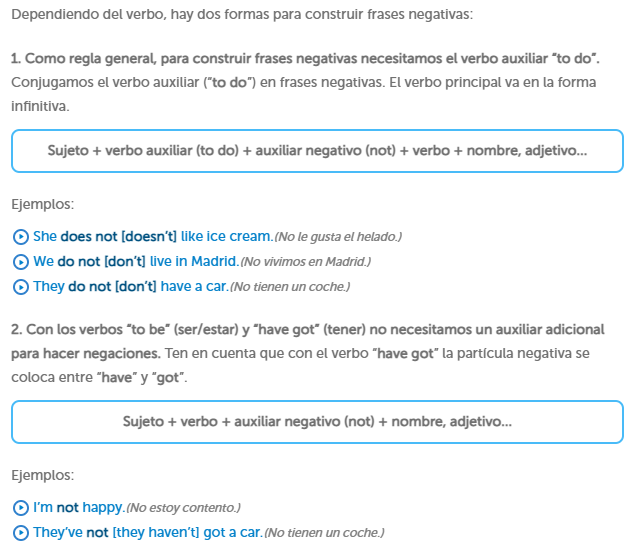 Dependiendo del verbo, hay dos formas para construir frases negativas:
1. Como regla general, para construir frases negativas necesitamos el verbo auxiliar “to do”.
Conjugamos el verbo auxiliar (“to do”) en frases negativas. El verbo principal va en la forma
infinitiva.
Sujeto + verbo auxiliar (to do) + auxiliar negativo (not) + verbo + nombre, adjetivo...
Ejemplos:
She does not [doesn’t] like ice cream.(No le gusta el helado.)
We do not [don’t] live in Madrid.(No vivimos en Madrid.)
They do not [don’t] have a car.(No tienen un coche.)
2. Con los verbos “to be” (ser/estar) y “have got” (tener) no necesitamos un auxiliar adicional
para hacer negaciones. Ten en cuenta que con el verbo “have got” la partícula negativa se
coloca entre “have” y “got”.
Sujeto + verbo + auxiliar negativo (not) + nombre, adjetivo...
Ejemplos:
I’m not happy.(No estoy contento.)
They’ve not [they haven’t] got a car.(No tienen un coche.)